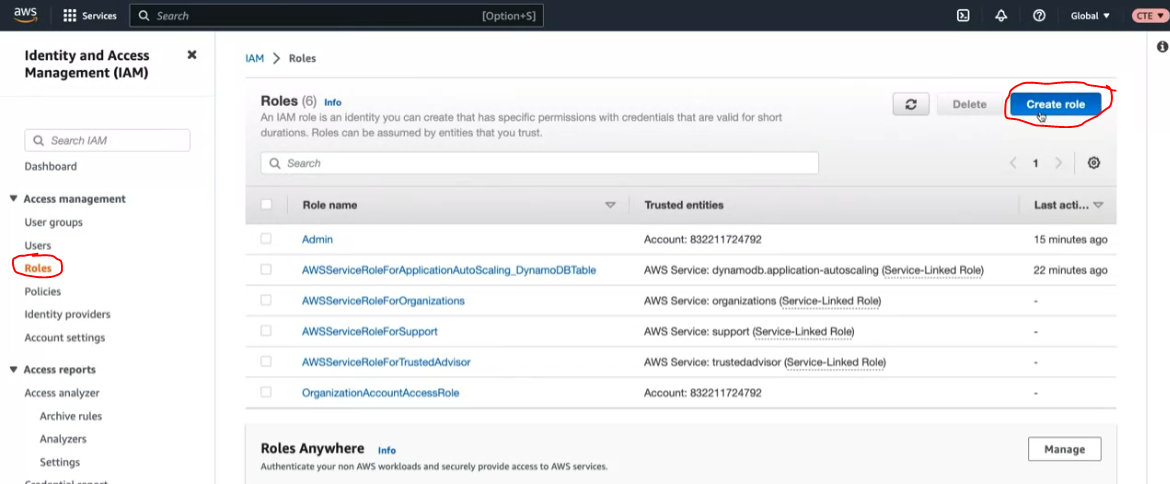 aws Services Search [Option+S] Global ▼ CTE ▼
Identity and Access Management (IAM)
Search IAM
Dashboard
Access management
User groups
Users
Roles
Policies
Identity providers
Account settings
Access reports
Access analyzer
Archive rules
Analyzers
Settings
Credential report
IAM > Roles
Roles (6) Info
An IAM role is an identity you can create that has specific permissions with credentials that are valid for short
durations. Roles can be assumed by entities that you trust.
Delete Create role
Search
1
Role name Trusted entities Last acti...
Admin Account: 832211724792 15 minutes ago
AWSServiceRoleForApplicationAutoScaling_DynamoDBTable AWS Service: dynamodb.application-autoscaling (Service-Linked Role) 22 minutes ago
AWSServiceRoleForOrganizations AWS Service: organizations (Service-Linked Role) -
AWSServiceRoleForSupport AWS Service: support (Service-Linked Role) -
AWSServiceRoleForTrustedAdvisor AWS Service: trustedadvisor (Service-Linked Role) -
OrganizationAccountAccessRole Account: 832211724792 -
Roles Anywhere Info
Authenticate your non AWS workloads and securely provide access to AWS services.
Manage